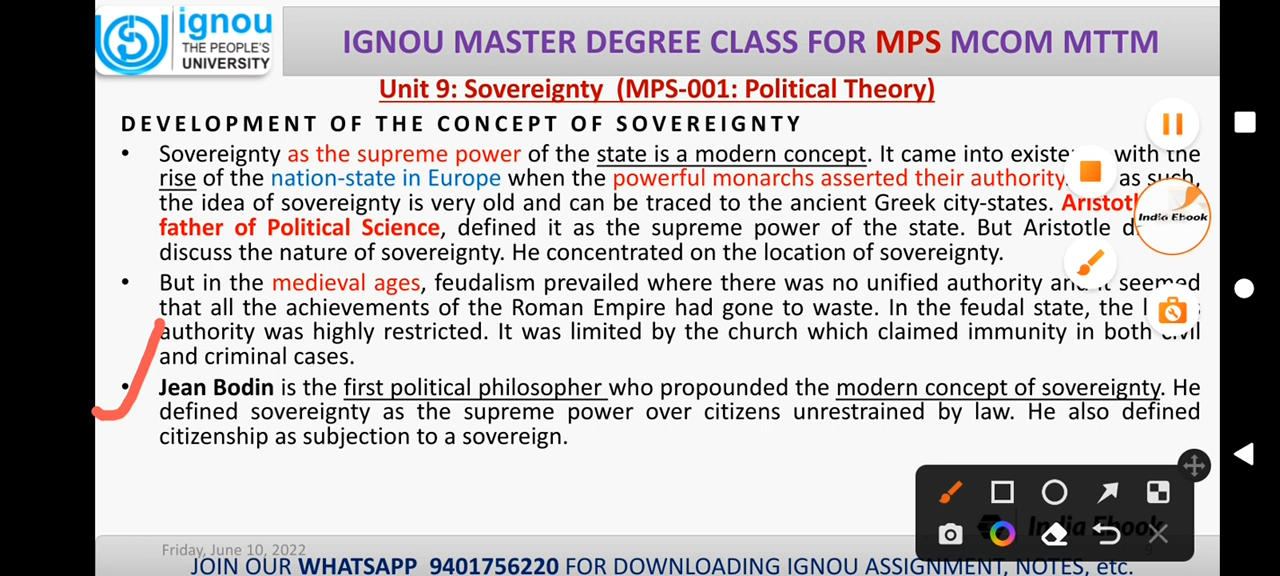 ignou
THE PEOPLE'S
UNIVERSITY
IGNOU MASTER DEGREE CLASS FOR MPS MCOM MTTM
Unit 9: Sovereignty (MPS-001: Political Theory)
DEVELOPMENT OF THE CONCEPT OF SOVEREIGNTY
• Sovereignty as the supreme power of the state is a modern concept. It came into with the
rise of the nation-state in Europe when the powerful monarchs asserted their authority. as such,
the idea of sovereignty is very old and can be traced to the ancient Greek city-states.
father of Political Science, defined it as the supreme power of the state. But Aristotle
discuss the nature of sovereignty. He concentrated on the location of sovereignty.
• But in the medieval ages, feudalism prevailed where there was no unified authority and it seemed
that all the achievements of the Roman Empire had gone to waste. In the feudal state, the
authority was highly restricted. It was limited by the church which claimed immunity in both civil
and criminal cases.
• Jean Bodin is the first political philosopher who propounded the modern concept of sovereignty. He
defined sovereignty as the supreme power over citizens unrestrained by law. He also defined
citizenship as subjection to a sovereign.
India Ebook
India Ebook
Friday, June 10, 2022
9
JOIN OUR WHATSAPP 9401756220 FOR DOWNLOADING IGNOU ASSIGNMENT, NOTES, etc.